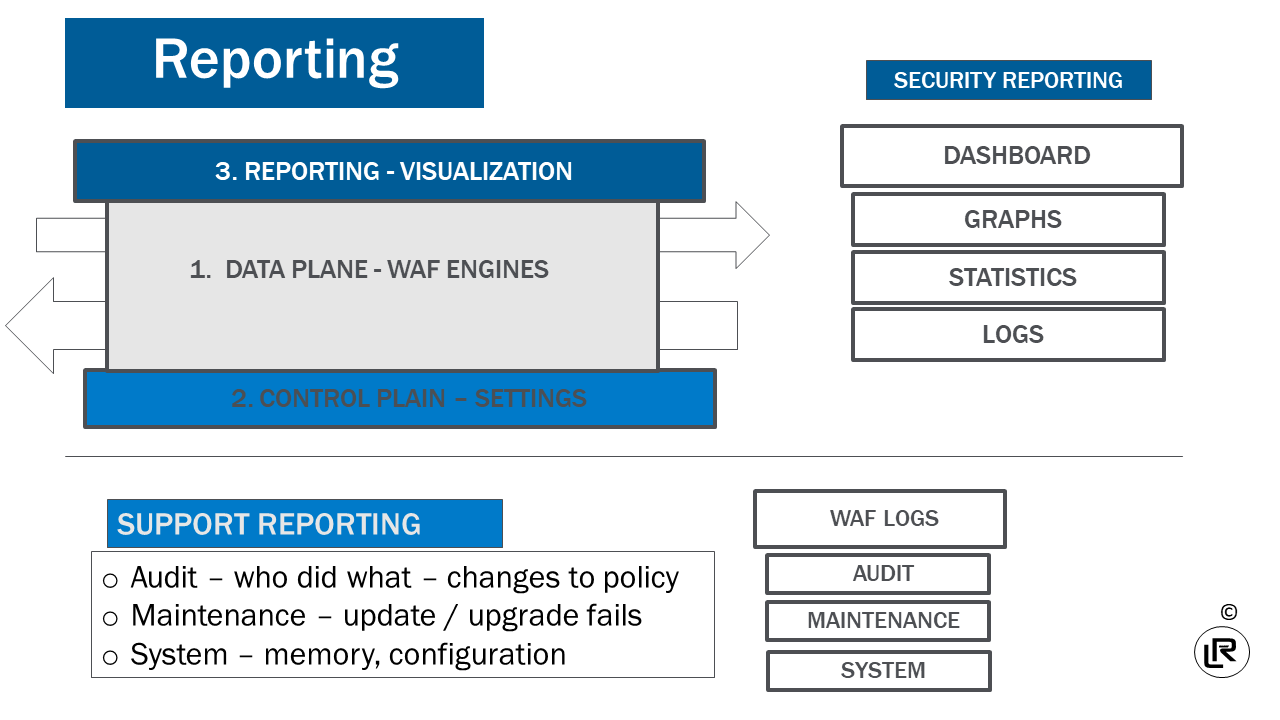 Reporting
SECURITY REPORTING
3. REPORTING - VISUALIZATION
1. DATA PLANE - WAF ENGINES
2. CONTROL PLAIN – SETTINGS
DASHBOARD
GRAPHS
STATISTICS
LOGS
SUPPORT REPORTING
o Audit – who did what – changes to policy
o Maintenance – update / upgrade fails
o System – memory, configuration
WAF LOGS
AUDIT
MAINTENANCE
SYSTEM
©
LR